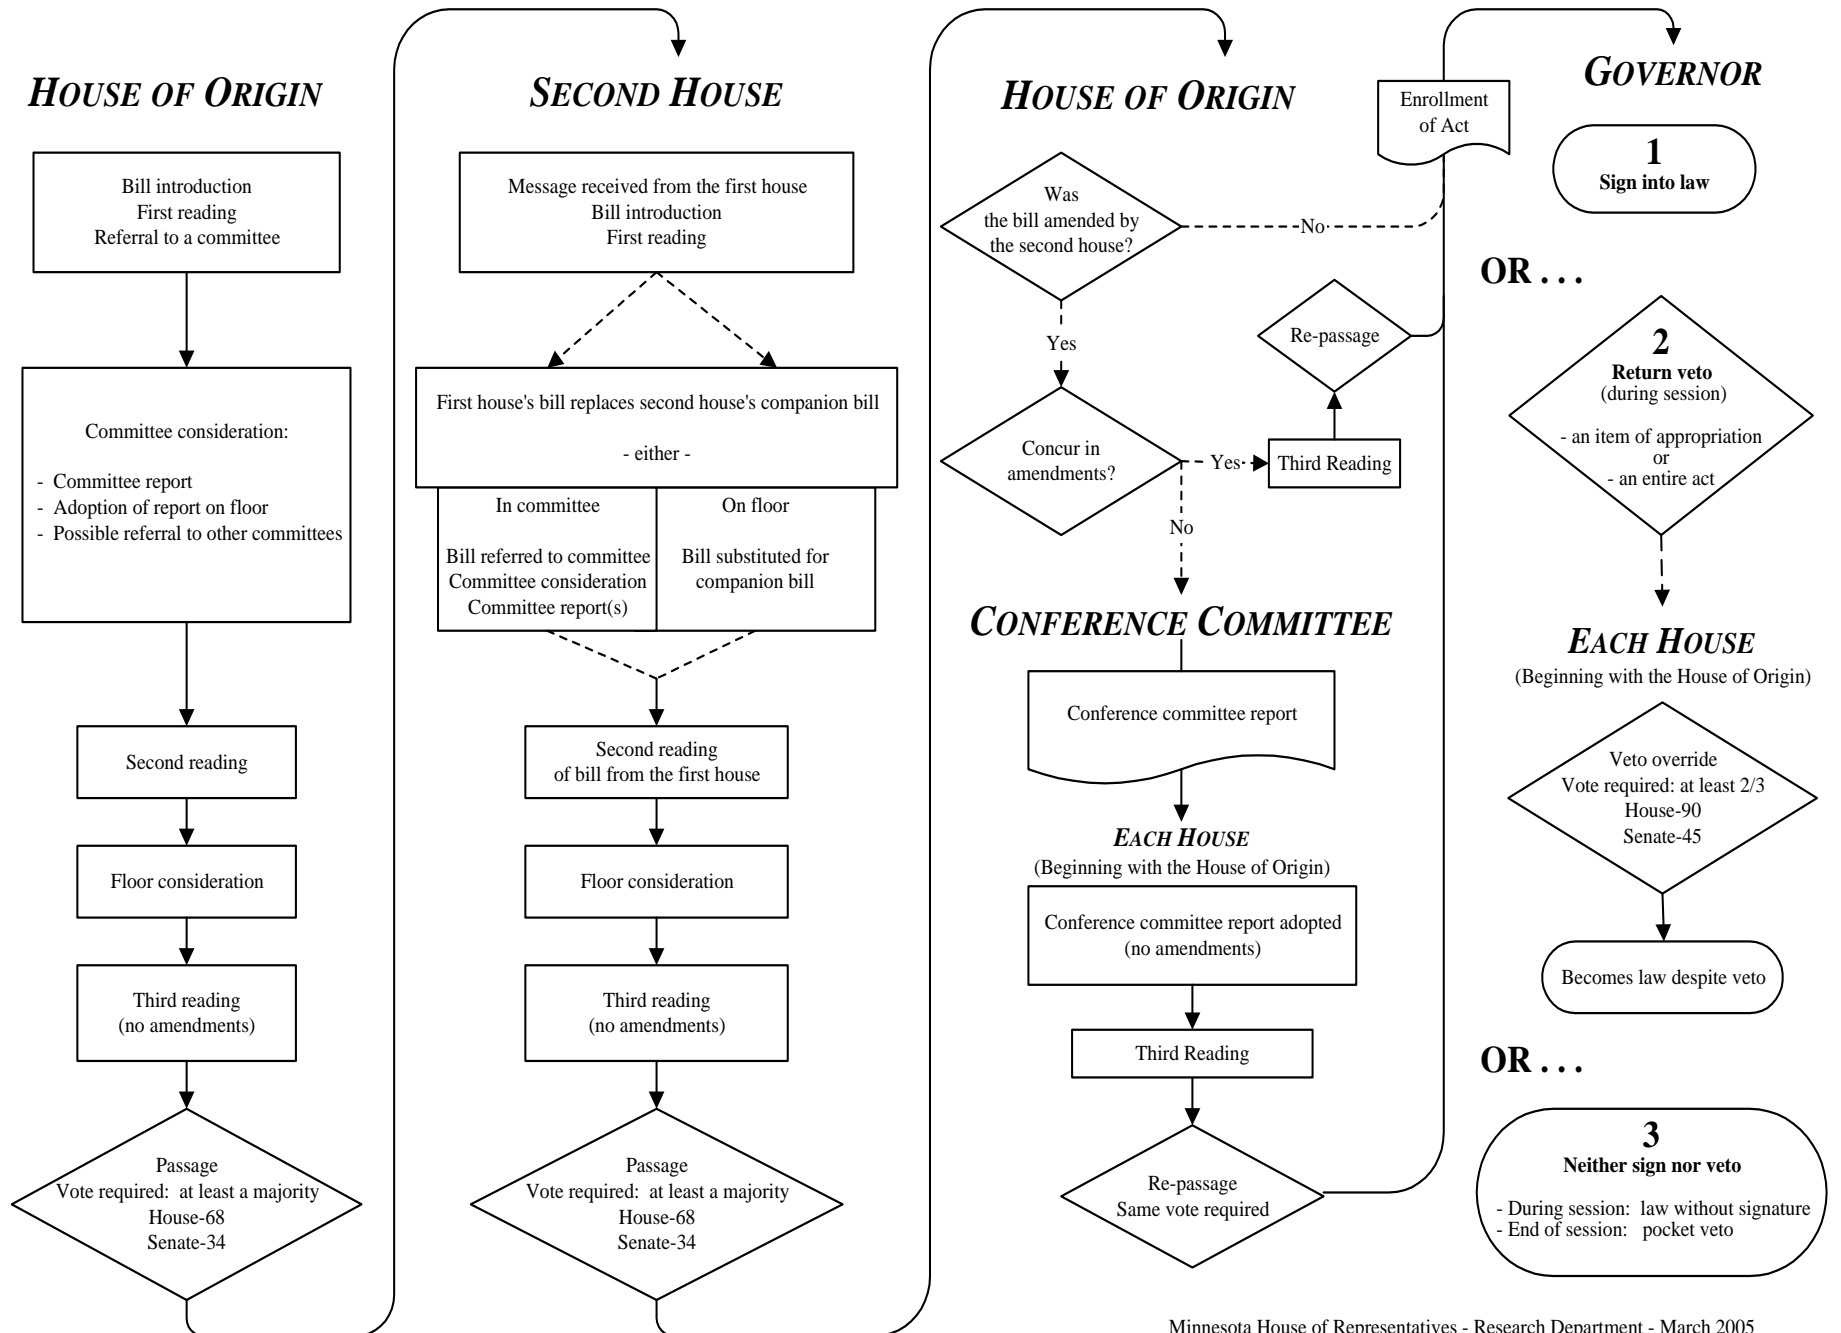 HOUSE OF ORIGIN
Bill introduction
First reading
Referral to a committee
Committee consideration:
- Committee report
- Adoption of report on floor
- Possible referral to other committees
Second reading
Floor consideration
Third reading
(no amendments)
Passage
Vote required: at least a majority
House-68
Senate-34
SECOND HOUSE
Message received from the first house
Bill introduction
First reading
First house's bill replaces second house's companion bill
- either -
In committee
Bill referred to committee
Committee consideration
Committee report(s)
On floor
Bill substituted for
companion bill
Second reading
of bill from the first house
Floor consideration
Third reading
(no amendments)
Passage
Vote required: at least a majority
House-68
Senate-34
HOUSE OF ORIGIN
Was
the bill amended by
the second house?
No
Yes
Concur in
amendments?
Yes
Third Reading
Re-passage
No
Enrollment
of Act
CONFERENCE COMMITTEE
Conference committee report
EACH HOUSE
(Beginning with the House of Origin)
Conference committee report adopted
(no amendments)
Third Reading
Re-passage
Same vote required
GOVERNOR
1
Sign into law
OR . . .
2
Return veto
(during session)
- an item of appropriation
or
- an entire act
EACH HOUSE
(Beginning with the House of Origin)
Veto override
Vote required: at least 2/3
House-90
Senate-45
Becomes law despite veto
OR . . .
3
Neither sign nor veto
- During session: law without signature
- End of session: pocket veto
Minnesota House of Representatives - Research Department - March 2005